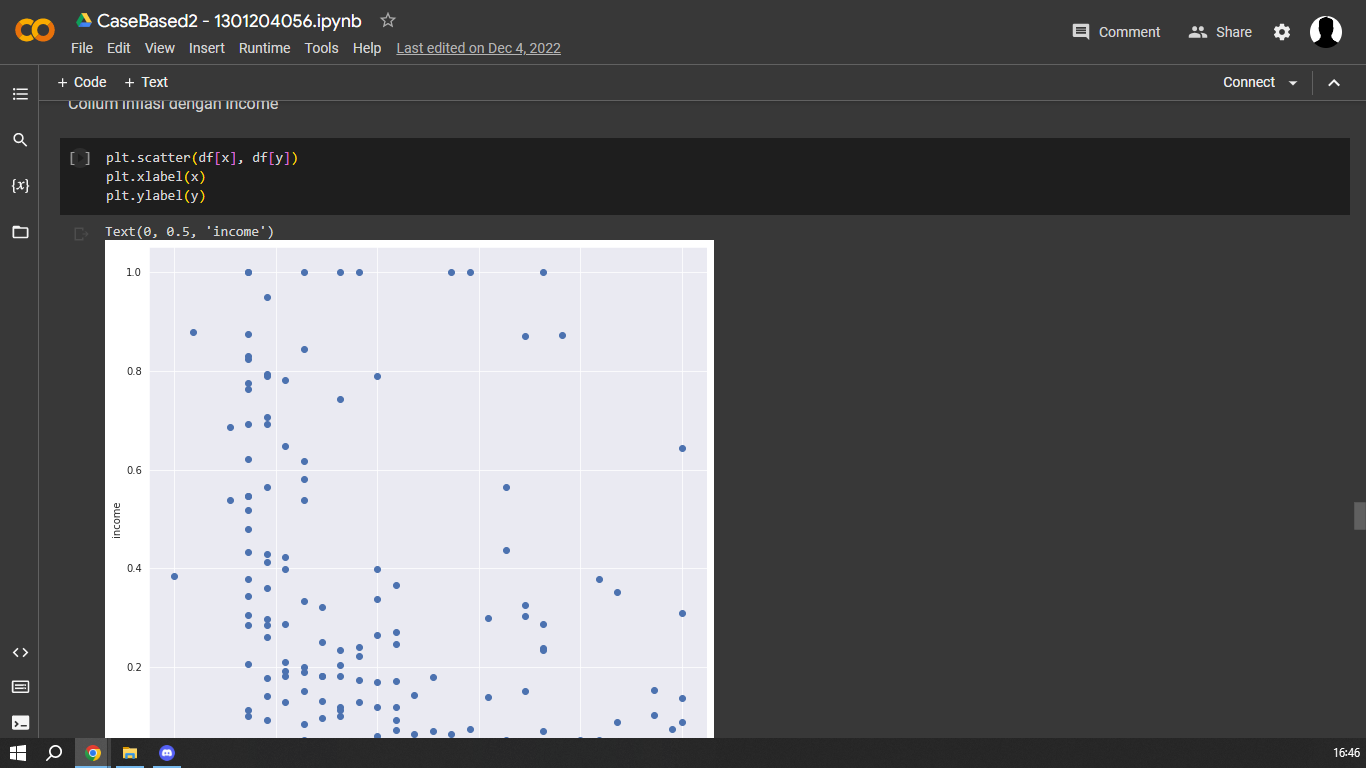 CaseBased2 - 1301204056.ipynb
File Edit View Insert Runtime Tools Help Last edited on Dec 4, 2022
Comment Share
+ Code + Text
Connect
Collum inflasi dengan income
[ ] plt.scatter(df[x], df[y])
plt.xlabel(x)
plt.ylabel(y)
{x}
Text(0, 0.5, 'income')
1.0
0.8
0.6
income
0.4
0.2
16:46